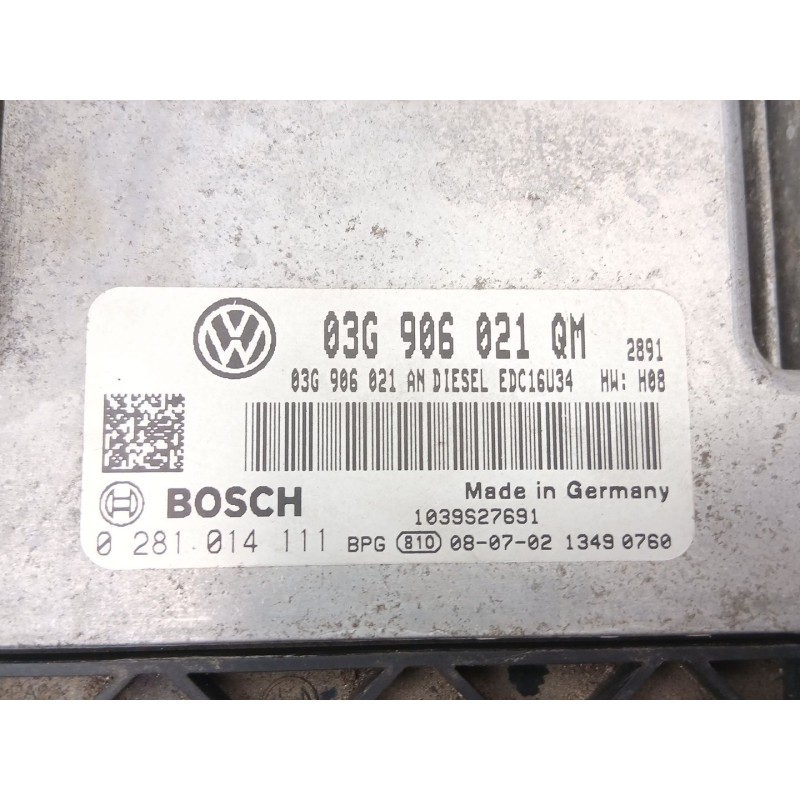 03G 906 021 QM 2891
03G 906 021 AN DIESEL EDC16U34 HW: H08
BOSCH Made in Germany
1039S27691
0 281 014 111 BPG 810 08-07-02 1349 0760